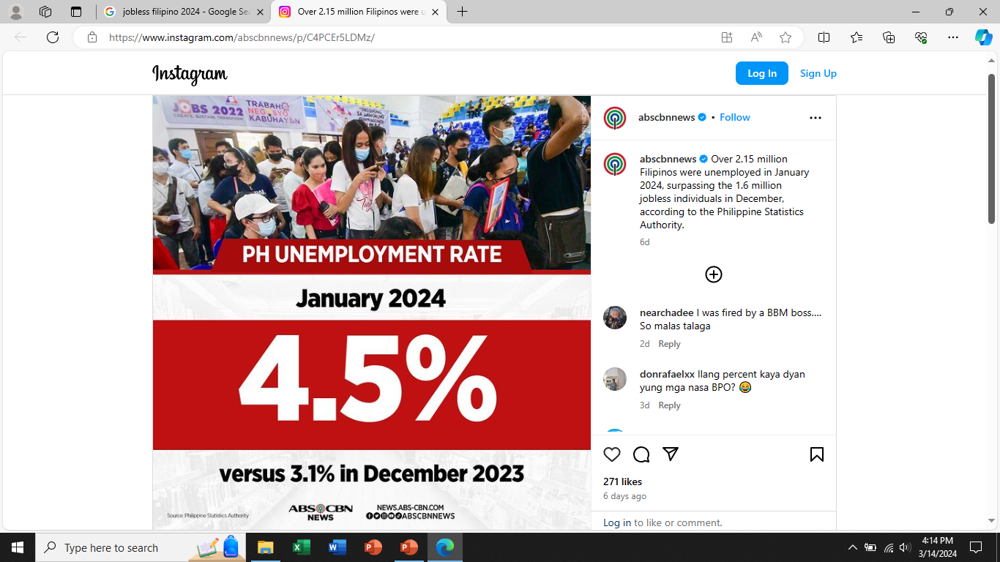 jobless filipino 2024 - Google Sea
Over 2.15 million Filipinos were u
https://www.instagram.com/abscbnnews/p/C4PCEr5LDMz/
Instagram
Log In
Sign Up
JOBS 2022
CREATE. SUSTAIN. TRANSFORM.
TRABAHO
NEGOSYO
KABUHAYAN
PH UNEMPLOYMENT RATE
January 2024
4.5%
versus 3.1% in December 2023
Source: Philippine Statistics Authority
ABS CBN
NEWS
NEWS.ABS-CBN.COM
ABSCBNNEWS
abscbnnews • Follow
abscbnnews Over 2.15 million
Filipinos were unemployed in January
2024, surpassing the 1.6 million
jobless individuals in December,
according to the Philippine Statistics
Authority.
6d
nearchadee I was fired by a BBM boss....
So malas talaga
2d Reply
donrafaelxx Ilang percent kaya dyan
yung mga nasa BPO? 😂
3d Reply
271 likes
6 days ago
Log in to like or comment.
Type here to search
4:14 PM
3/14/2024